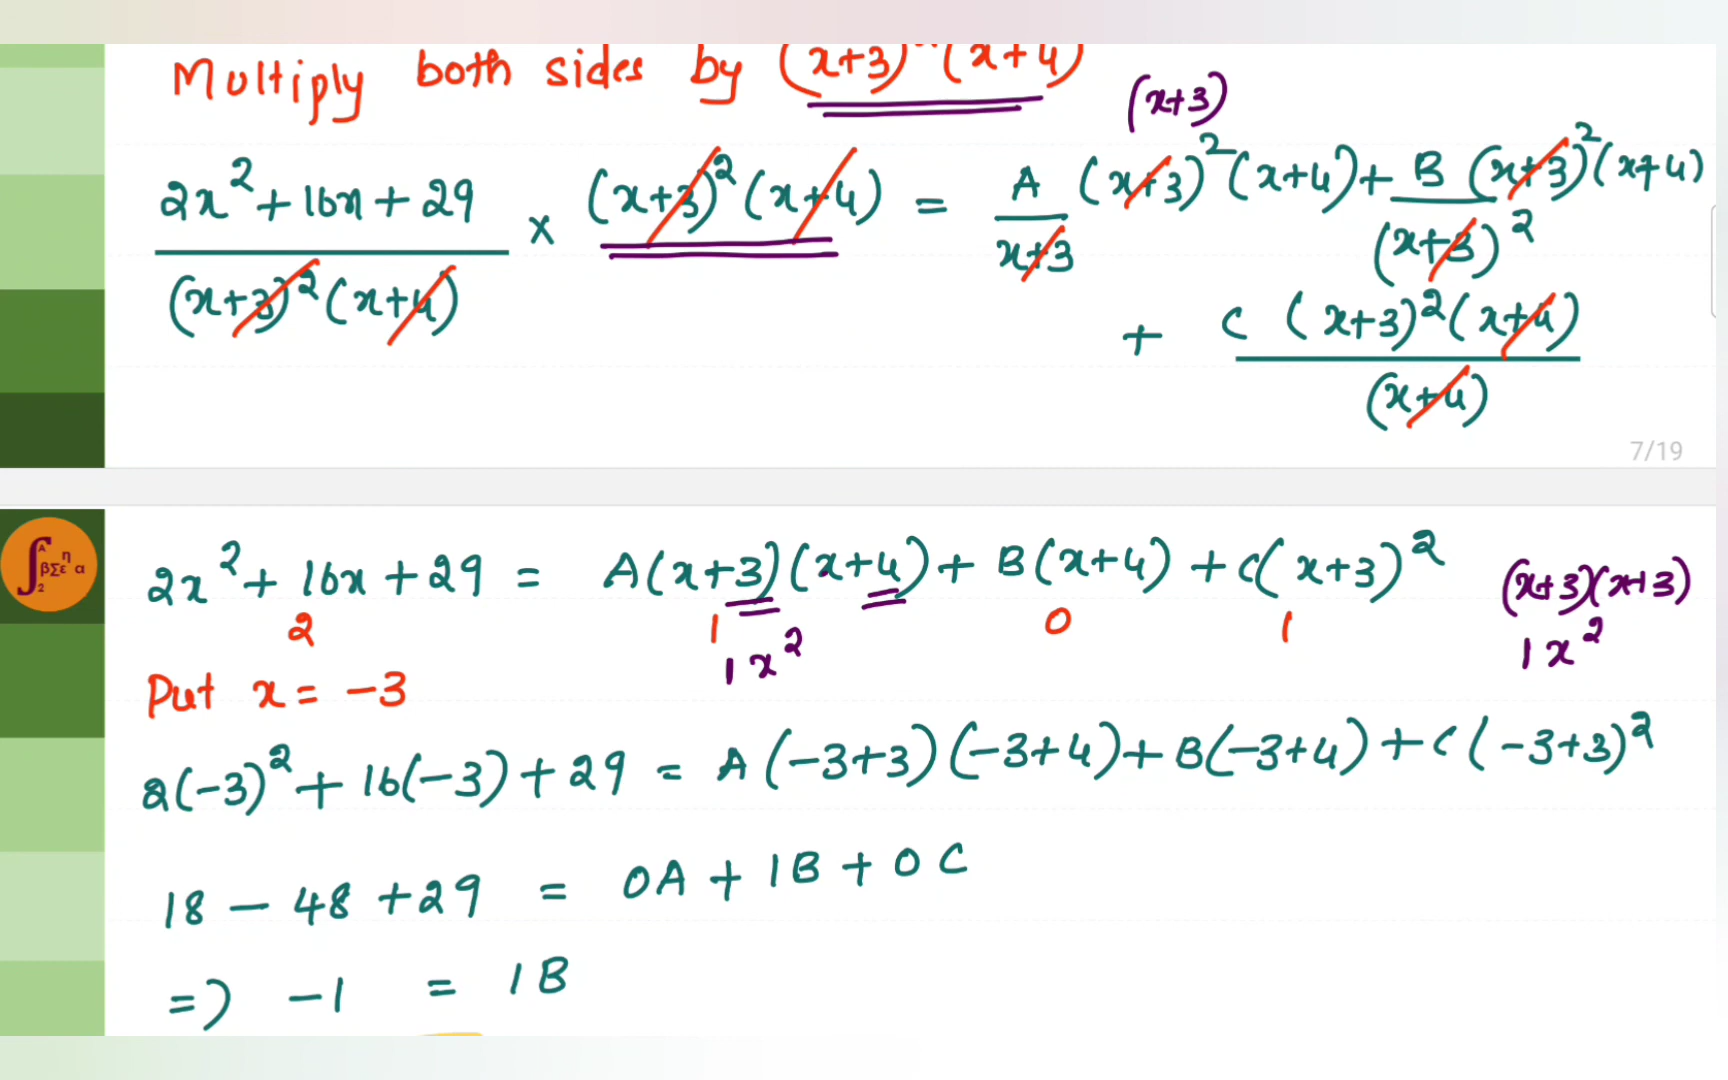 Multiply both sides by (x+3)² (x+4)
(x+3)
2x² + 16x + 29 / (x+3)² (x+4) × (x+3)² (x+4) = A/(x+3) (x+3)² (x+4) + B (x+3)² (x+4) / (x+3)²
+ C (x+3)² (x+4) / (x+4)
7/19
2x² + 16x + 29 = A(x+3)(x+4) + B(x+4) + C(x+3)² (x+3)(x+3)
2 1 0 1
1x² 1x²
Put x = -3
2(-3)² + 16(-3) + 29 = A(-3+3)(-3+4) + B(-3+4) + C(-3+3)²
18 - 48 + 29 = 0A + 1B + 0C
=) -1 = 1B